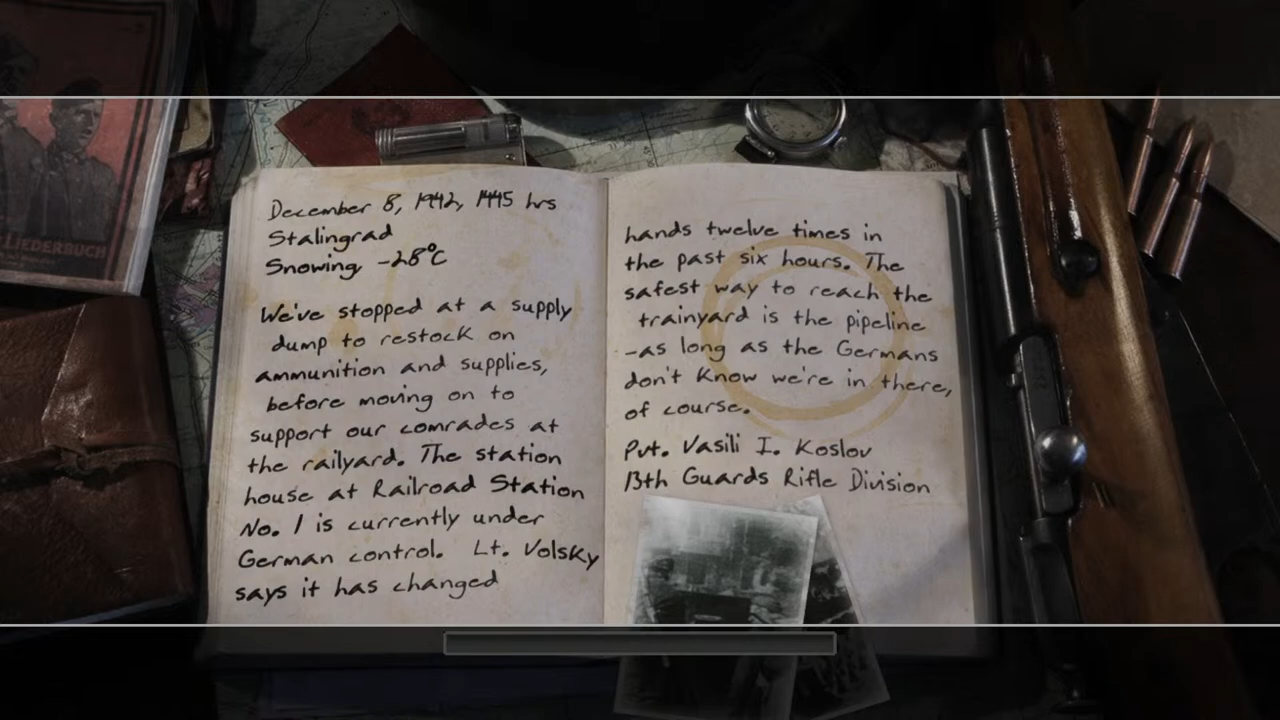 LIEDERBUCH
December 8, 1942, 1445 hrs
Stalingrad
Snowing, -28°C
We've stopped at a supply
dump to restock on
ammunition and supplies,
before moving on to
support our comrades at
the railyard. The station
house at Railroad Station
No. 1 is currently under
German control. Lt. Volsky
says it has changed
hands twelve times in
the past six hours. The
safest way to reach the
trainyard is the pipeline
-as long as the Germans
don't know we're in there,
of course.
Pvt. Vasili I. Koslov
13th Guards Rifle Division